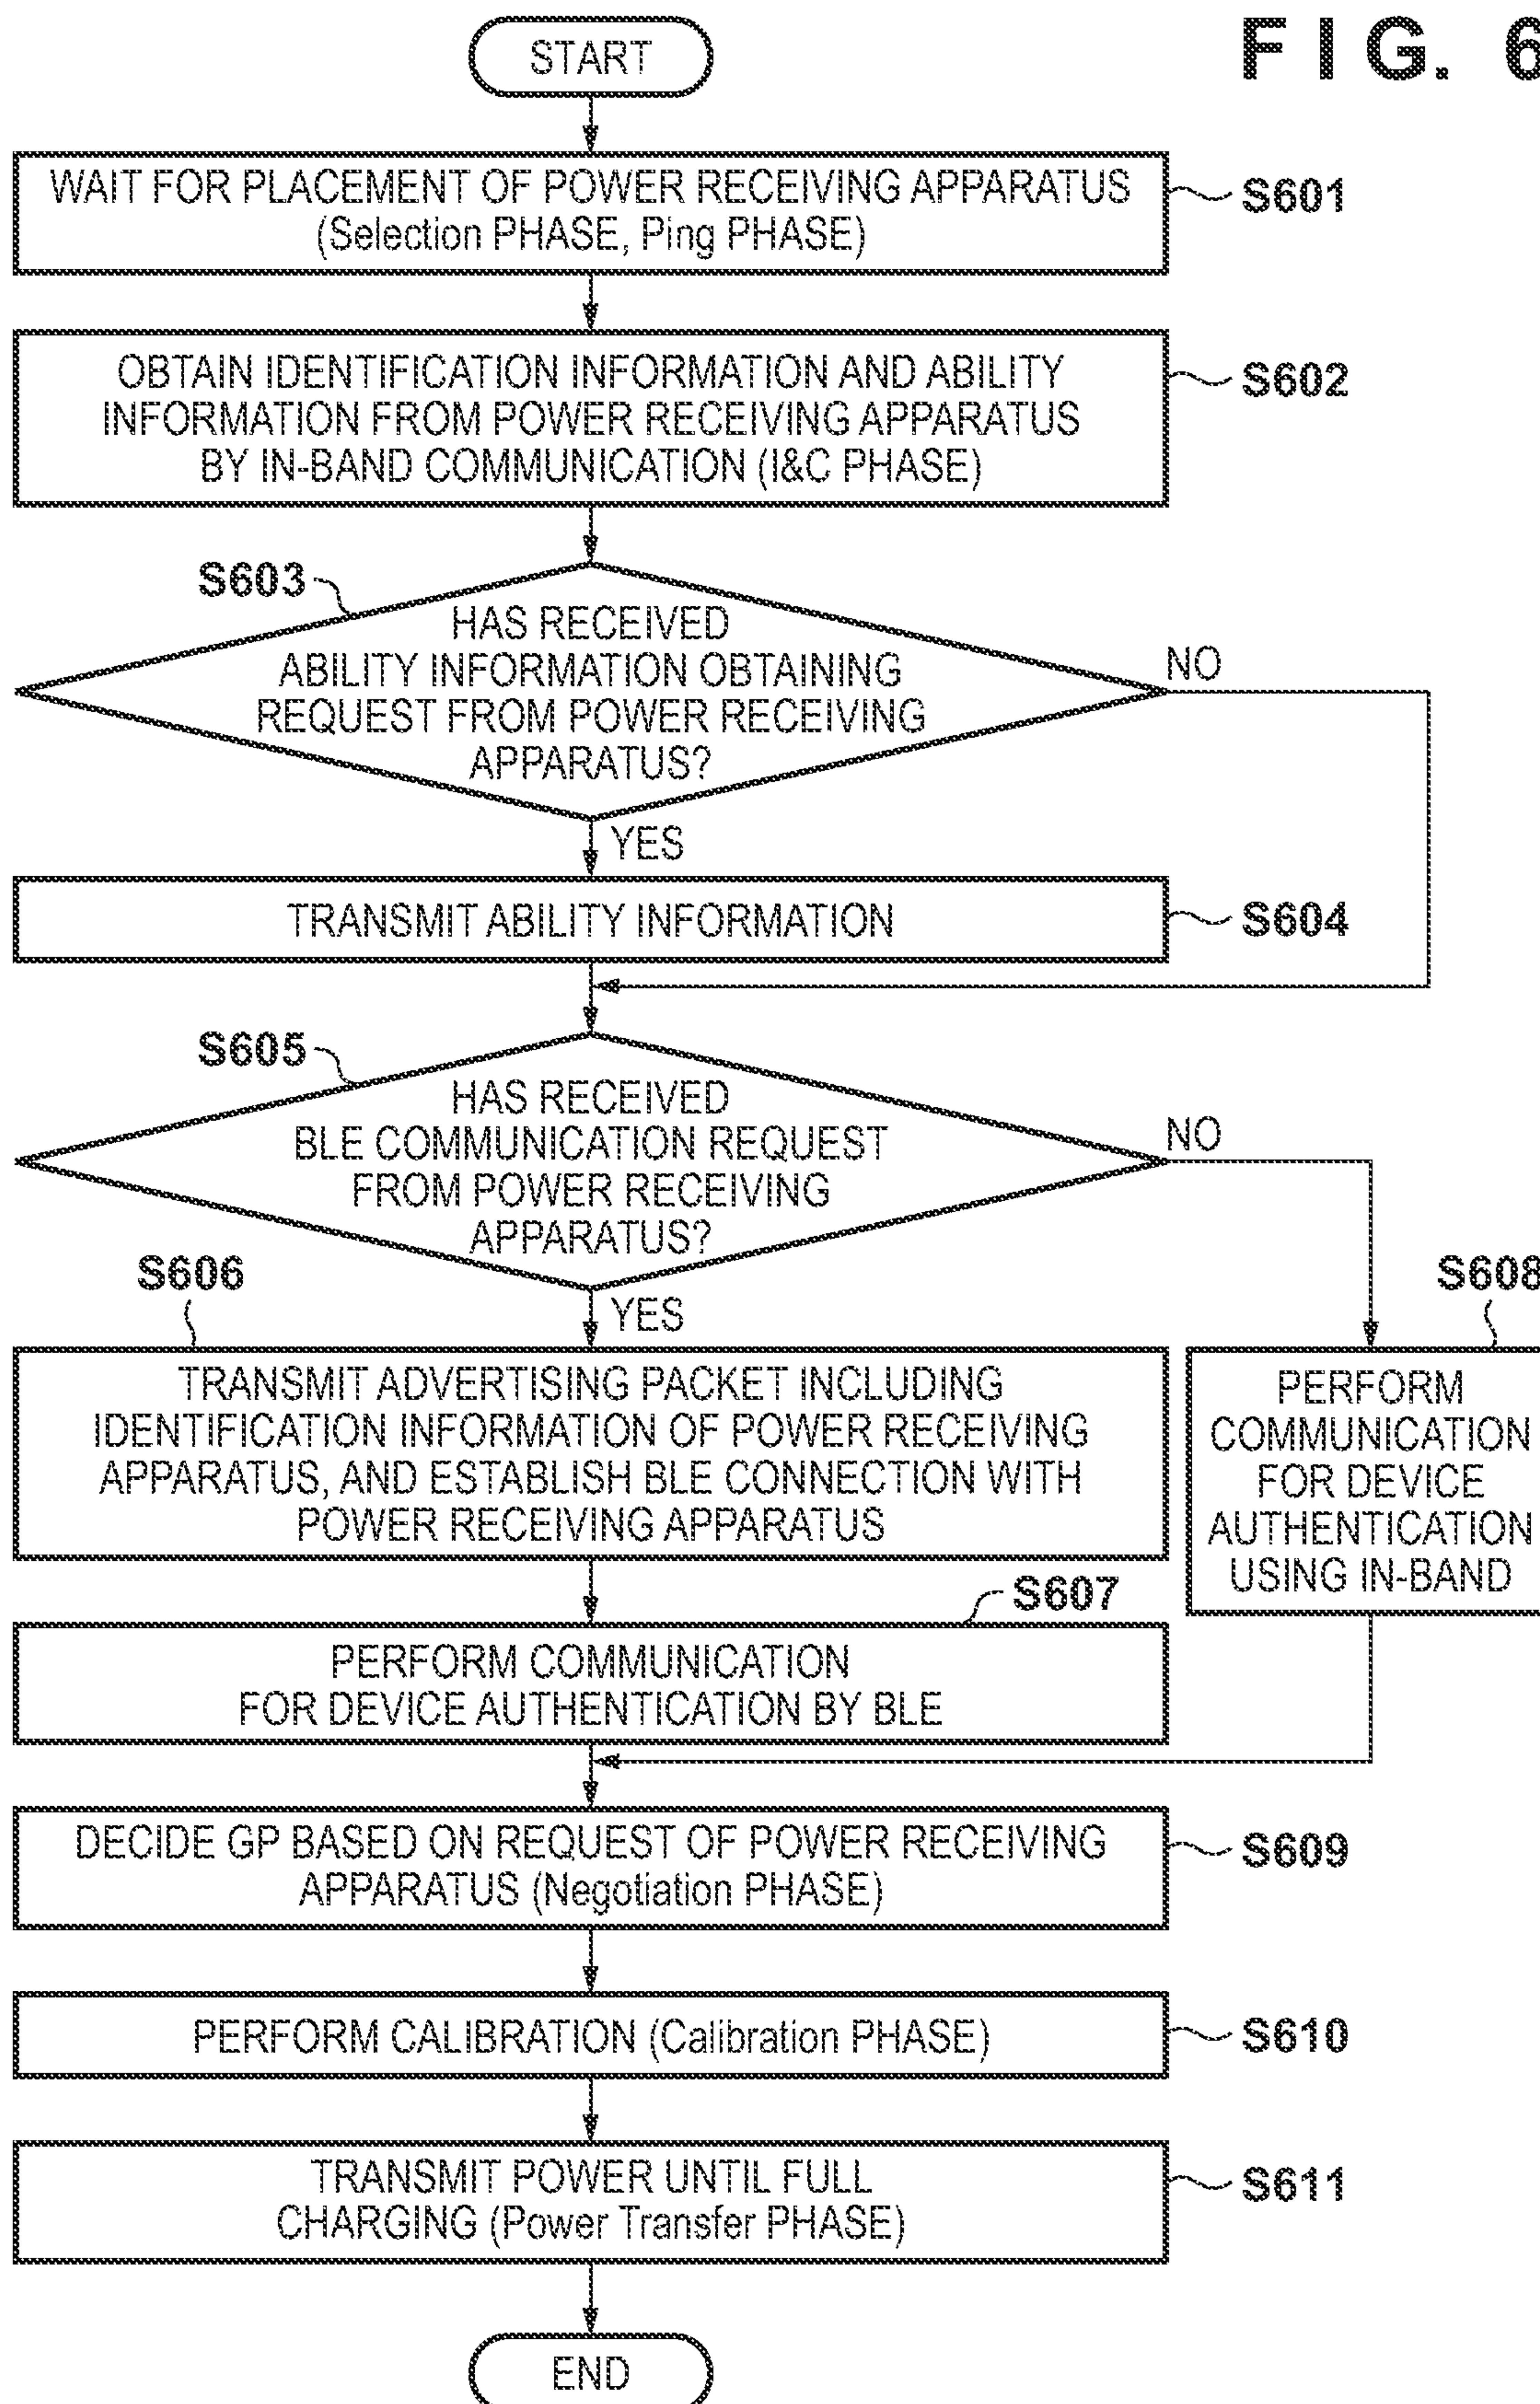 FIG. 6
START
WAIT FOR PLACEMENT OF POWER RECEIVING APPARATUS
(Selection PHASE, Ping PHASE)
S601
OBTAIN IDENTIFICATION INFORMATION AND ABILITY
INFORMATION FROM POWER RECEIVING APPARATUS
BY IN-BAND COMMUNICATION (I&C PHASE)
S602
S603
HAS RECEIVED
ABILITY INFORMATION OBTAINING
REQUEST FROM POWER RECEIVING
APPARATUS?
NO
YES
TRANSMIT ABILITY INFORMATION
S604
S605
HAS RECEIVED
BLE COMMUNICATION REQUEST
FROM POWER RECEIVING
APPARATUS?
NO
YES
S606
TRANSMIT ADVERTISING PACKET INCLUDING
IDENTIFICATION INFORMATION OF POWER RECEIVING
APPARATUS, AND ESTABLISH BLE CONNECTION WITH
POWER RECEIVING APPARATUS
S608
PERFORM
COMMUNICATION
FOR DEVICE
AUTHENTICATION
USING IN-BAND
S607
PERFORM COMMUNICATION
FOR DEVICE AUTHENTICATION BY BLE
DECIDE GP BASED ON REQUEST OF POWER RECEIVING
APPARATUS (Negotiation PHASE)
S609
PERFORM CALIBRATION (Calibration PHASE)
S610
TRANSMIT POWER UNTIL FULL
CHARGING (Power Transfer PHASE)
S611
END